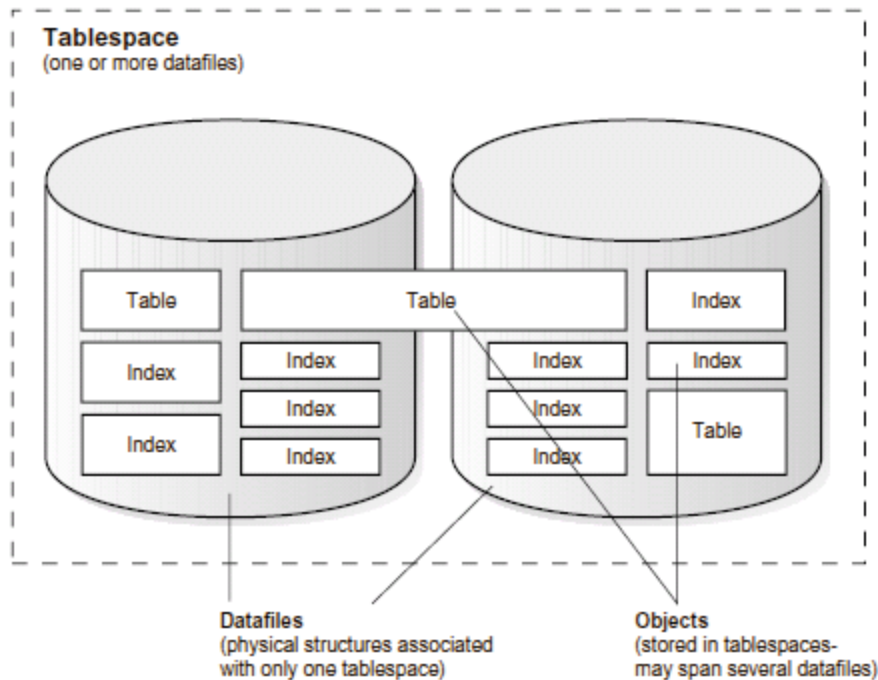 Tablespace
(one or more datafiles)
Table
Table
Index
Index
Index
Index
Index
Index
Index
Index
Index
Index
Index
Table
Datafiles
(physical structures associated
with only one tablespace)
Objects
(stored in tablespaces-
may span several datafiles)